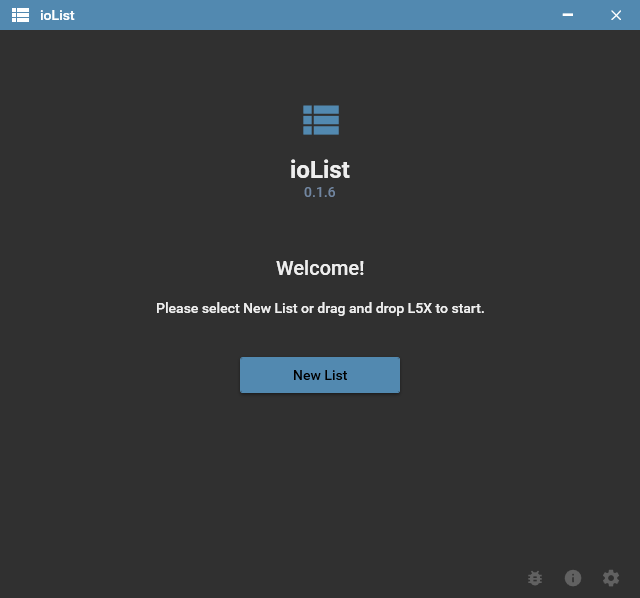 ioList
ioList
0.1.6
Welcome!
Please select New List or drag and drop L5X to start.
New List